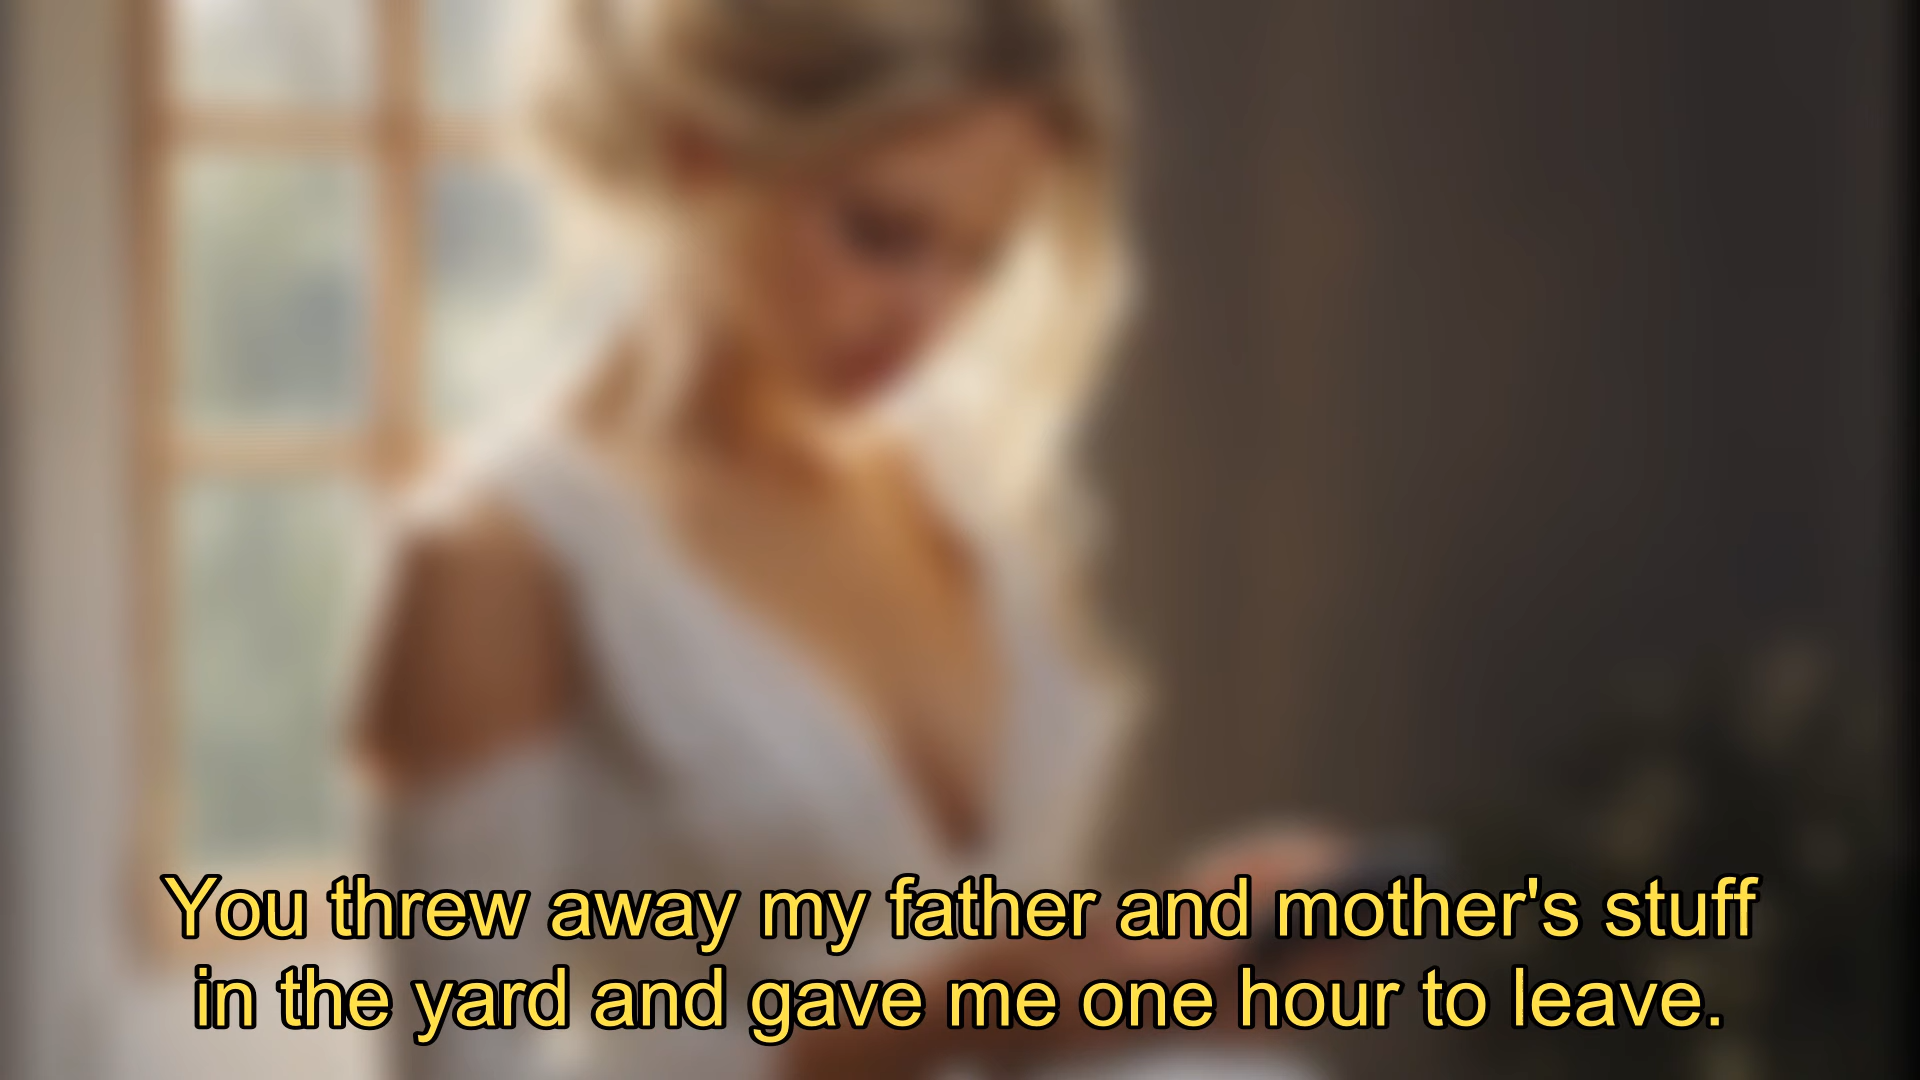 You threw away my father and mother's stuff
in the yard and gave me one hour to leave.